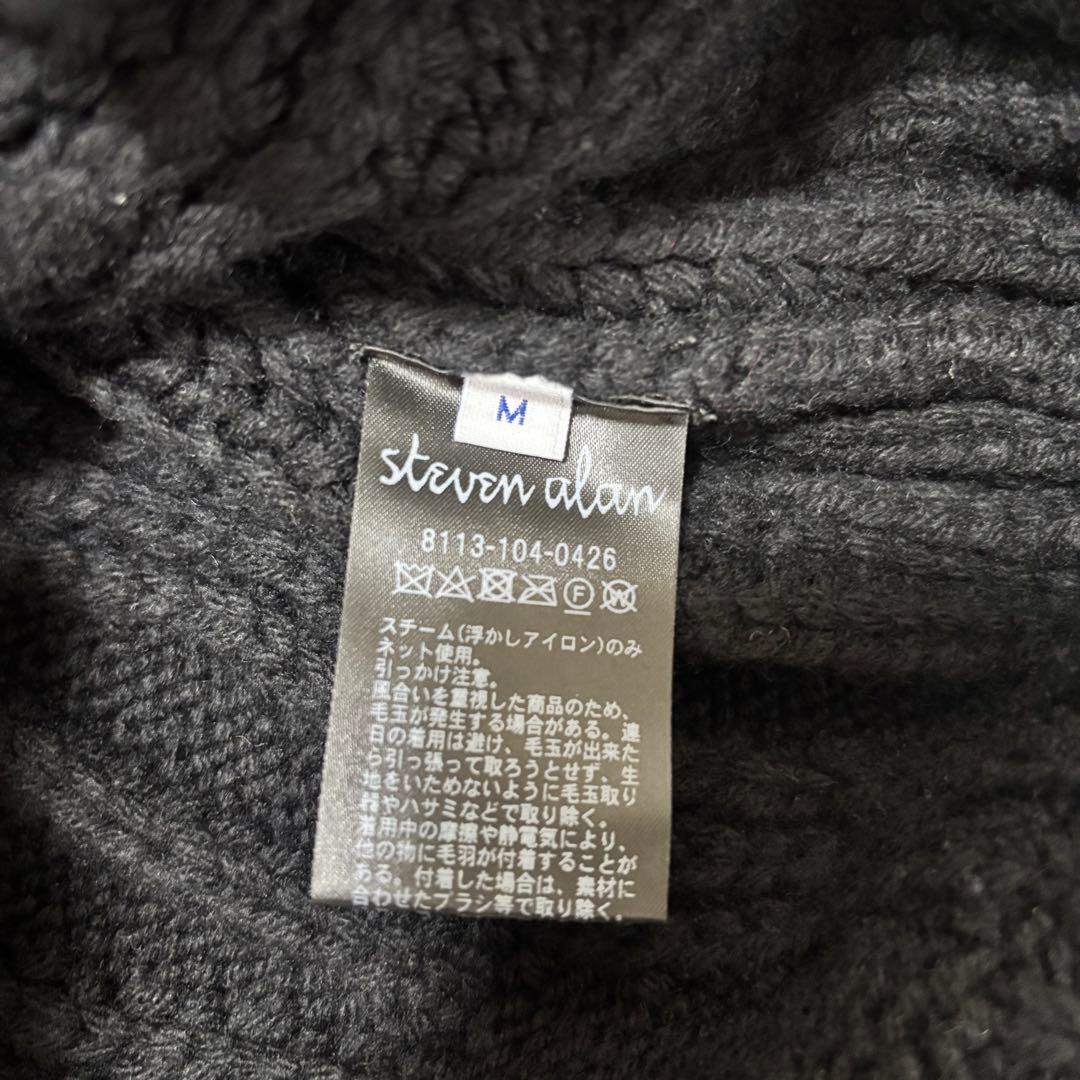 M
steven alan
8113-104-0426
F W
スチーム(浮かしアイロン)のみ
ネット使用。
引っかけ注意。
風合いを重視した商品のため、
毛玉が発生する場合がある。連
日の着用は避け、毛玉が出来た
ら引っ張って取ろうとせず、生
地をいためないように毛玉取り
器やハサミなどで取り除く。
着用中の摩擦や静電気により、
他の物に毛羽が付着することが
ある。付着した場合は、素材に
合わせたブラシ等で取り除く。